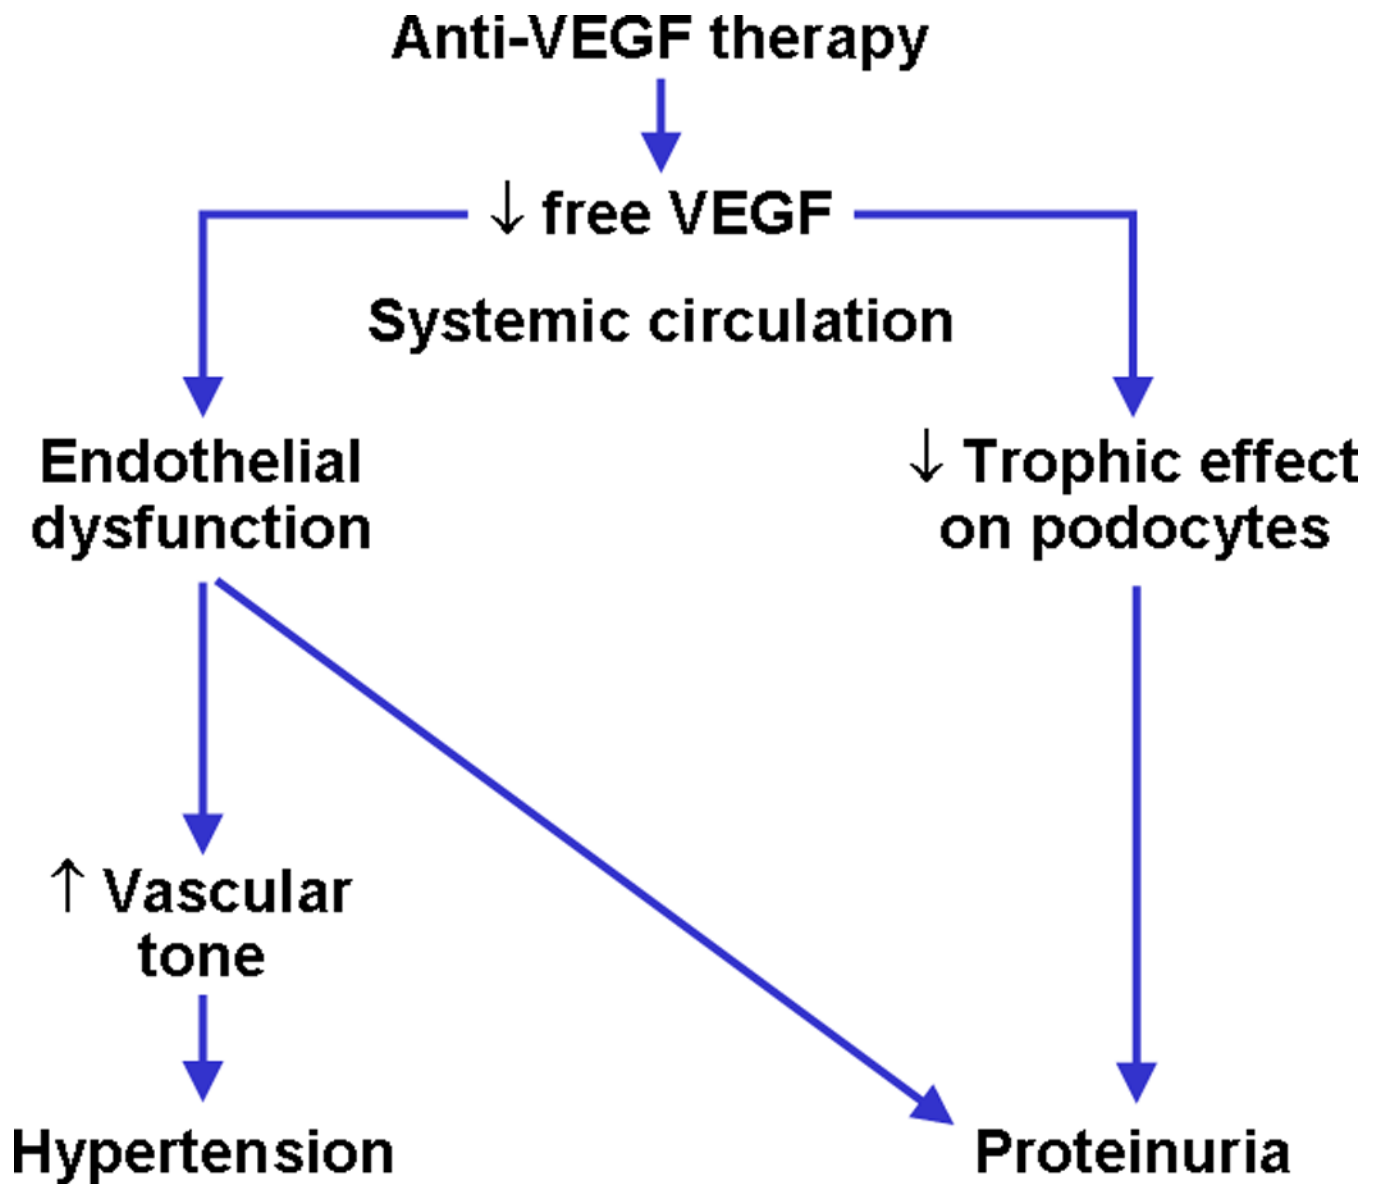 Anti-VEGF therapy
↓ free VEGF
Systemic circulation
Endothelial
dysfunction
↓ Trophic effect
on podocytes
↑ Vascular
tone
Hypertension
Proteinuria